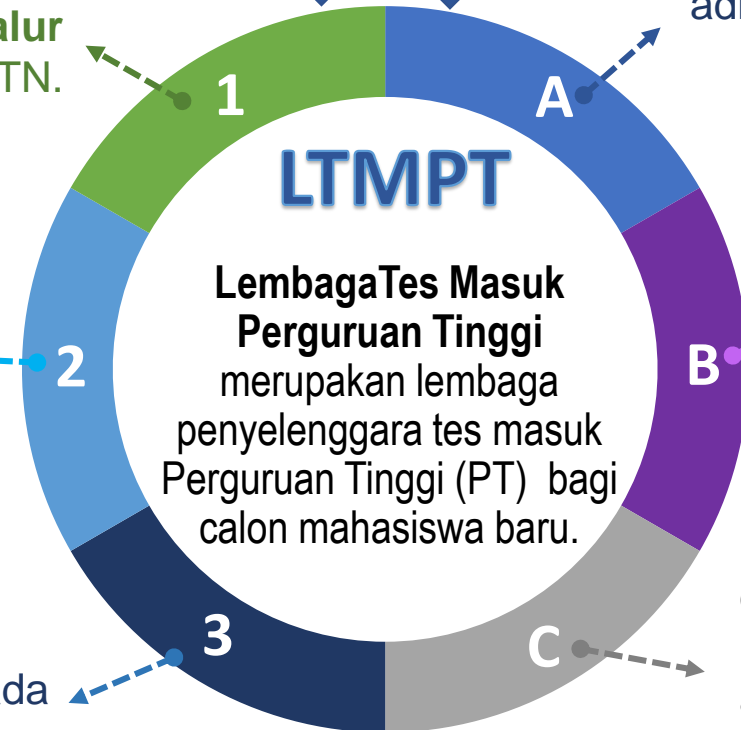 alur
TN.
1
A
LTMPT
LembagaTes Masuk
Perguruan Tinggi
merupakan lembaga
penyelenggara tes masuk
Perguruan Tinggi (PT) bagi
calon mahasiswa baru.
2
B
3
C
da